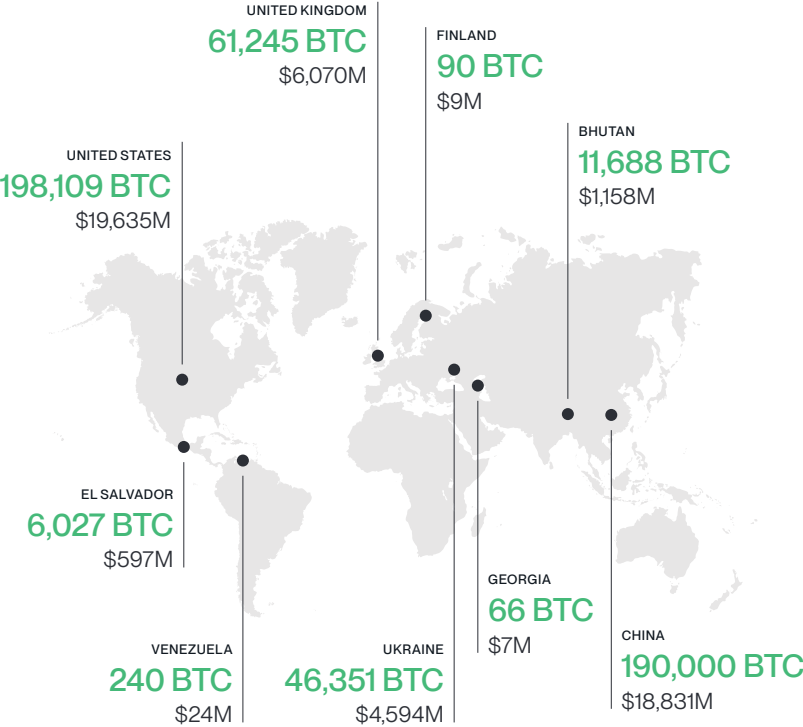 UNITED KINGDOM
61,245 BTC
$6,070M
FINLAND
90 BTC
$9M
BHUTAN
11,688 BTC
$1,158M
UNITED STATES
198,109 BTC
$19,635M
EL SALVADOR
6,027 BTC
$597M
GEORGIA
66 BTC
$7M
VENEZUELA
240 BTC
$24M
UKRAINE
46,351 BTC
$4,594M
CHINA
190,000 BTC
$18,831M